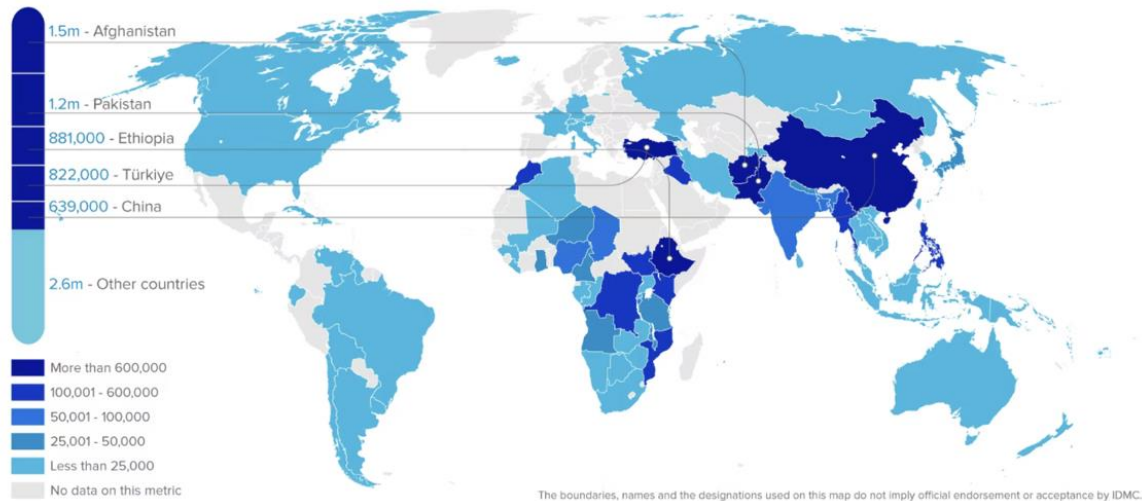 1.5m - Afghanistan
1.2m - Pakistan
881,000 - Ethiopia
822,000 - Türkiye
639,000 - China
2.6m - Other countries
More than 600,000
100,001 - 600,000
50,001 - 100,000
25,001 - 50,000
Less than 25,000
No data on this metric
The boundaries, names and the designations used on this map do not imply official endorsement or acceptance by IDMC.